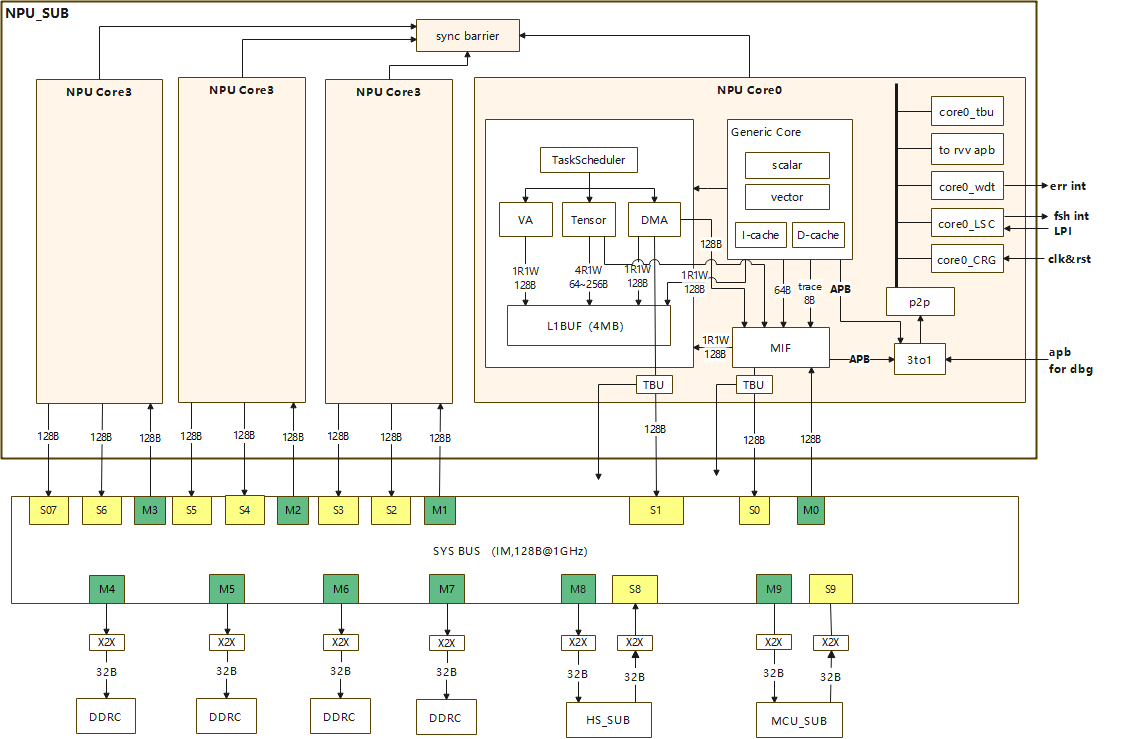 NPU_SUB
sync barrier
NPU Core3
NPU Core3
NPU Core3
NPU Core0
TaskScheduler
VA
Tensor
DMA
Generic Core
scalar
vector
I-cache
D-cache
core0_tbu
to rvv apb
core0_wdt
core0_LSC
core0_CRG
err int
fsh int
LPI
clk&rst
1R1W
128B
4R1W
64~256B
1R1W
128B
128B
1R1W
128B
64B
trace
8B
APB
p2p
L1BUF (4MB)
1R1W
128B
MIF
APB
3to1
apb
for dbg
TBU
TBU
128B
128B
128B
128B
128B
128B
128B
128B
128B
128B
128B
128B
S07
S6
M3
S5
S4
M2
S3
S2
M1
S1
S0
M0
SYS BUS (IM,128B@1GHz)
M4
M5
M6
M7
M8
S8
M9
S9
X2X
X2X
X2X
X2X
X2X
X2X
X2X
X2X
32B
32B
32B
32B
32B
32B
32B
32B
DDRC
DDRC
DDRC
DDRC
HS_SUB
MCU_SUB